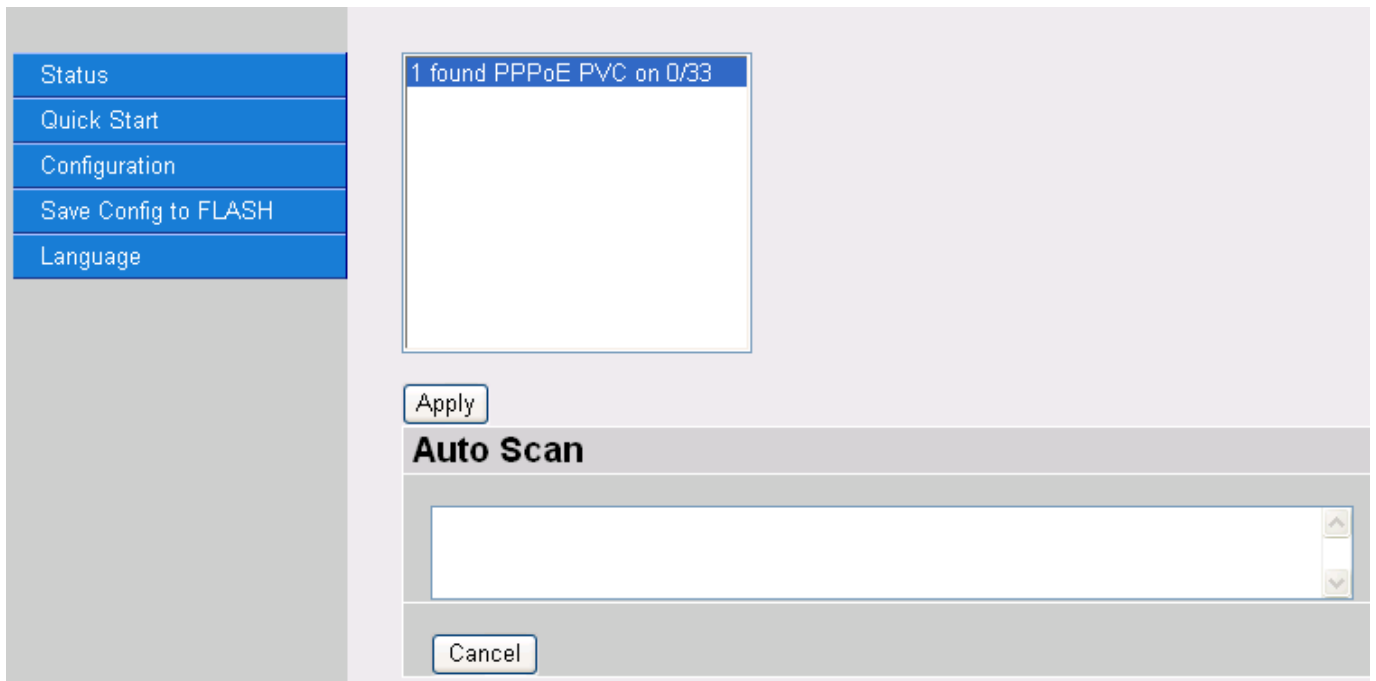 Status
Quick Start
Configuration
Save Config to FLASH
Language
1 found PPPoE PVC on 0/33
Apply
Auto Scan
Cancel